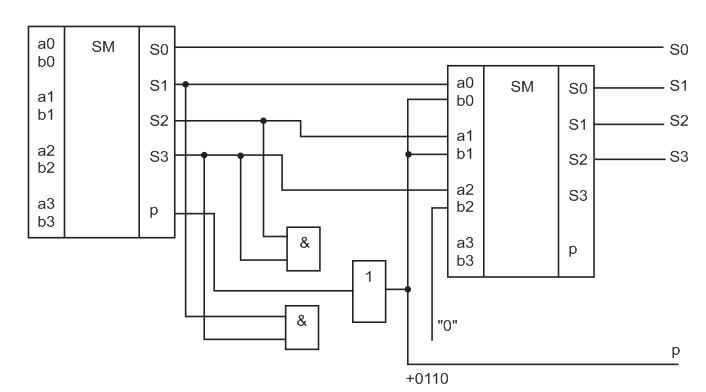 a0 SM S0 S0
b0
a1 S1 a0 SM S0 S1
b1 b0
S2 a1 S1 S2
a2 S3 b1 S2 S3
b2
a2 S3
a3 p b2
b3
& a3 p
b3
1
& "0"
p
+0110